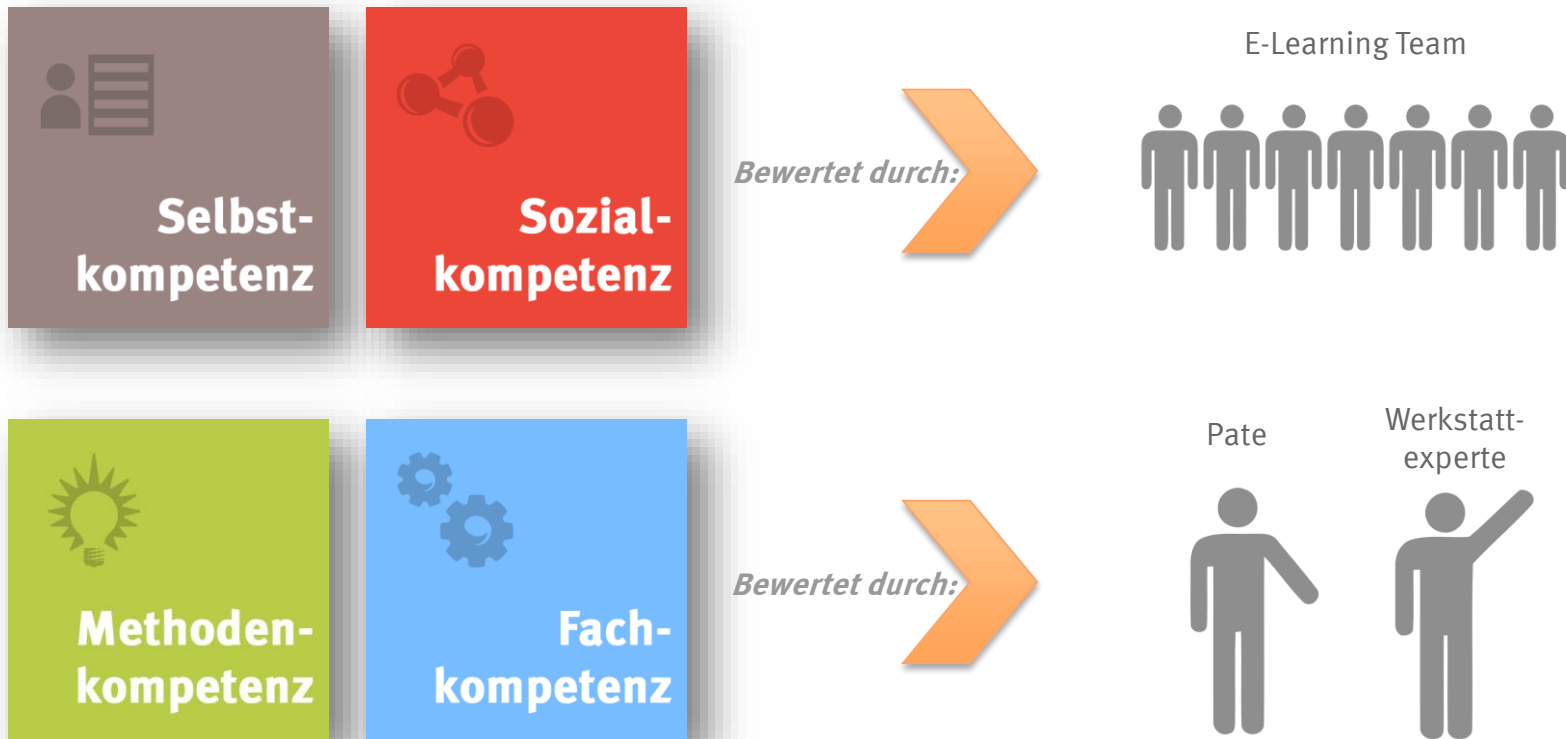 Selbst-
kompetenz
Sozial-
kompetenz
Bewertet durch:
E-Learning Team
Methoden-
kompetenz
Fach-
kompetenz
Bewertet durch:
Pate
Werkstatt-
experte